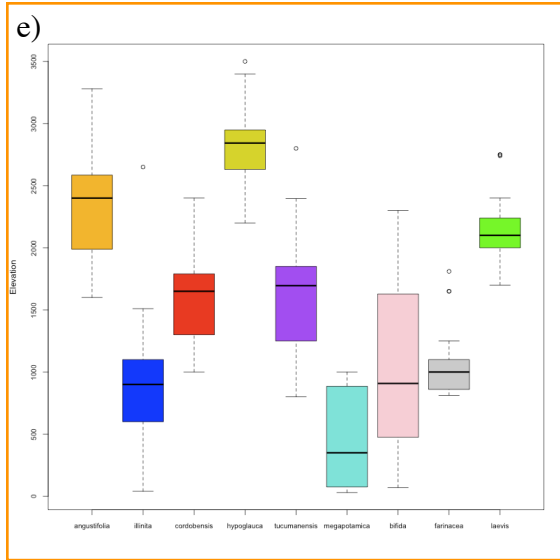 e)
3500
3000
2500
2000
1500
1000
500
0
Elevation
angustifolia illinita cordobensis hypoglauca tucumanensis megapotamica bifida farinacea laevis